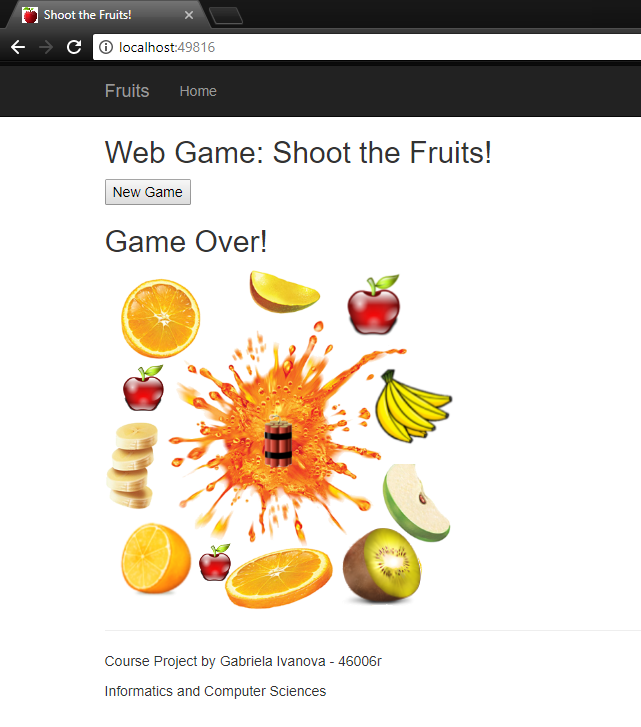 Shoot the Fruits!
localhost:49816
Fruits Home
Web Game: Shoot the Fruits!
New Game
Game Over!
Course Project by Gabriela Ivanova - 46006r
Informatics and Computer Sciences